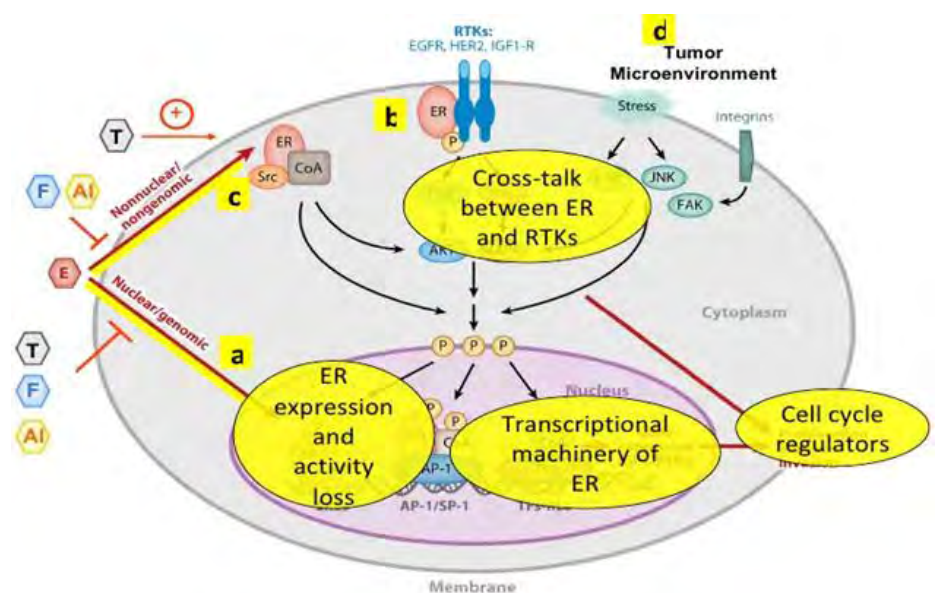 RTKs:
EGFR, HER2, IGF1-R
d
Tumor
Microenvironment
T
+
b
ER
P
Stress
Integrins
ER
CoA
Src
F
AI
Nonnuclear/
nongenomic
c
Cross-talk
between ER
and RTKs
JNK
FAK
AKT
E
Nuclear/genomic
Cytoplasm
T
F
AI
a
P
P
P
Nucleus
ER
expression
and
activity
loss
P
P
AP-1
Transcriptional
machinery of
ER
Cell cycle
regulators
AP-1/SP-1
Membrane